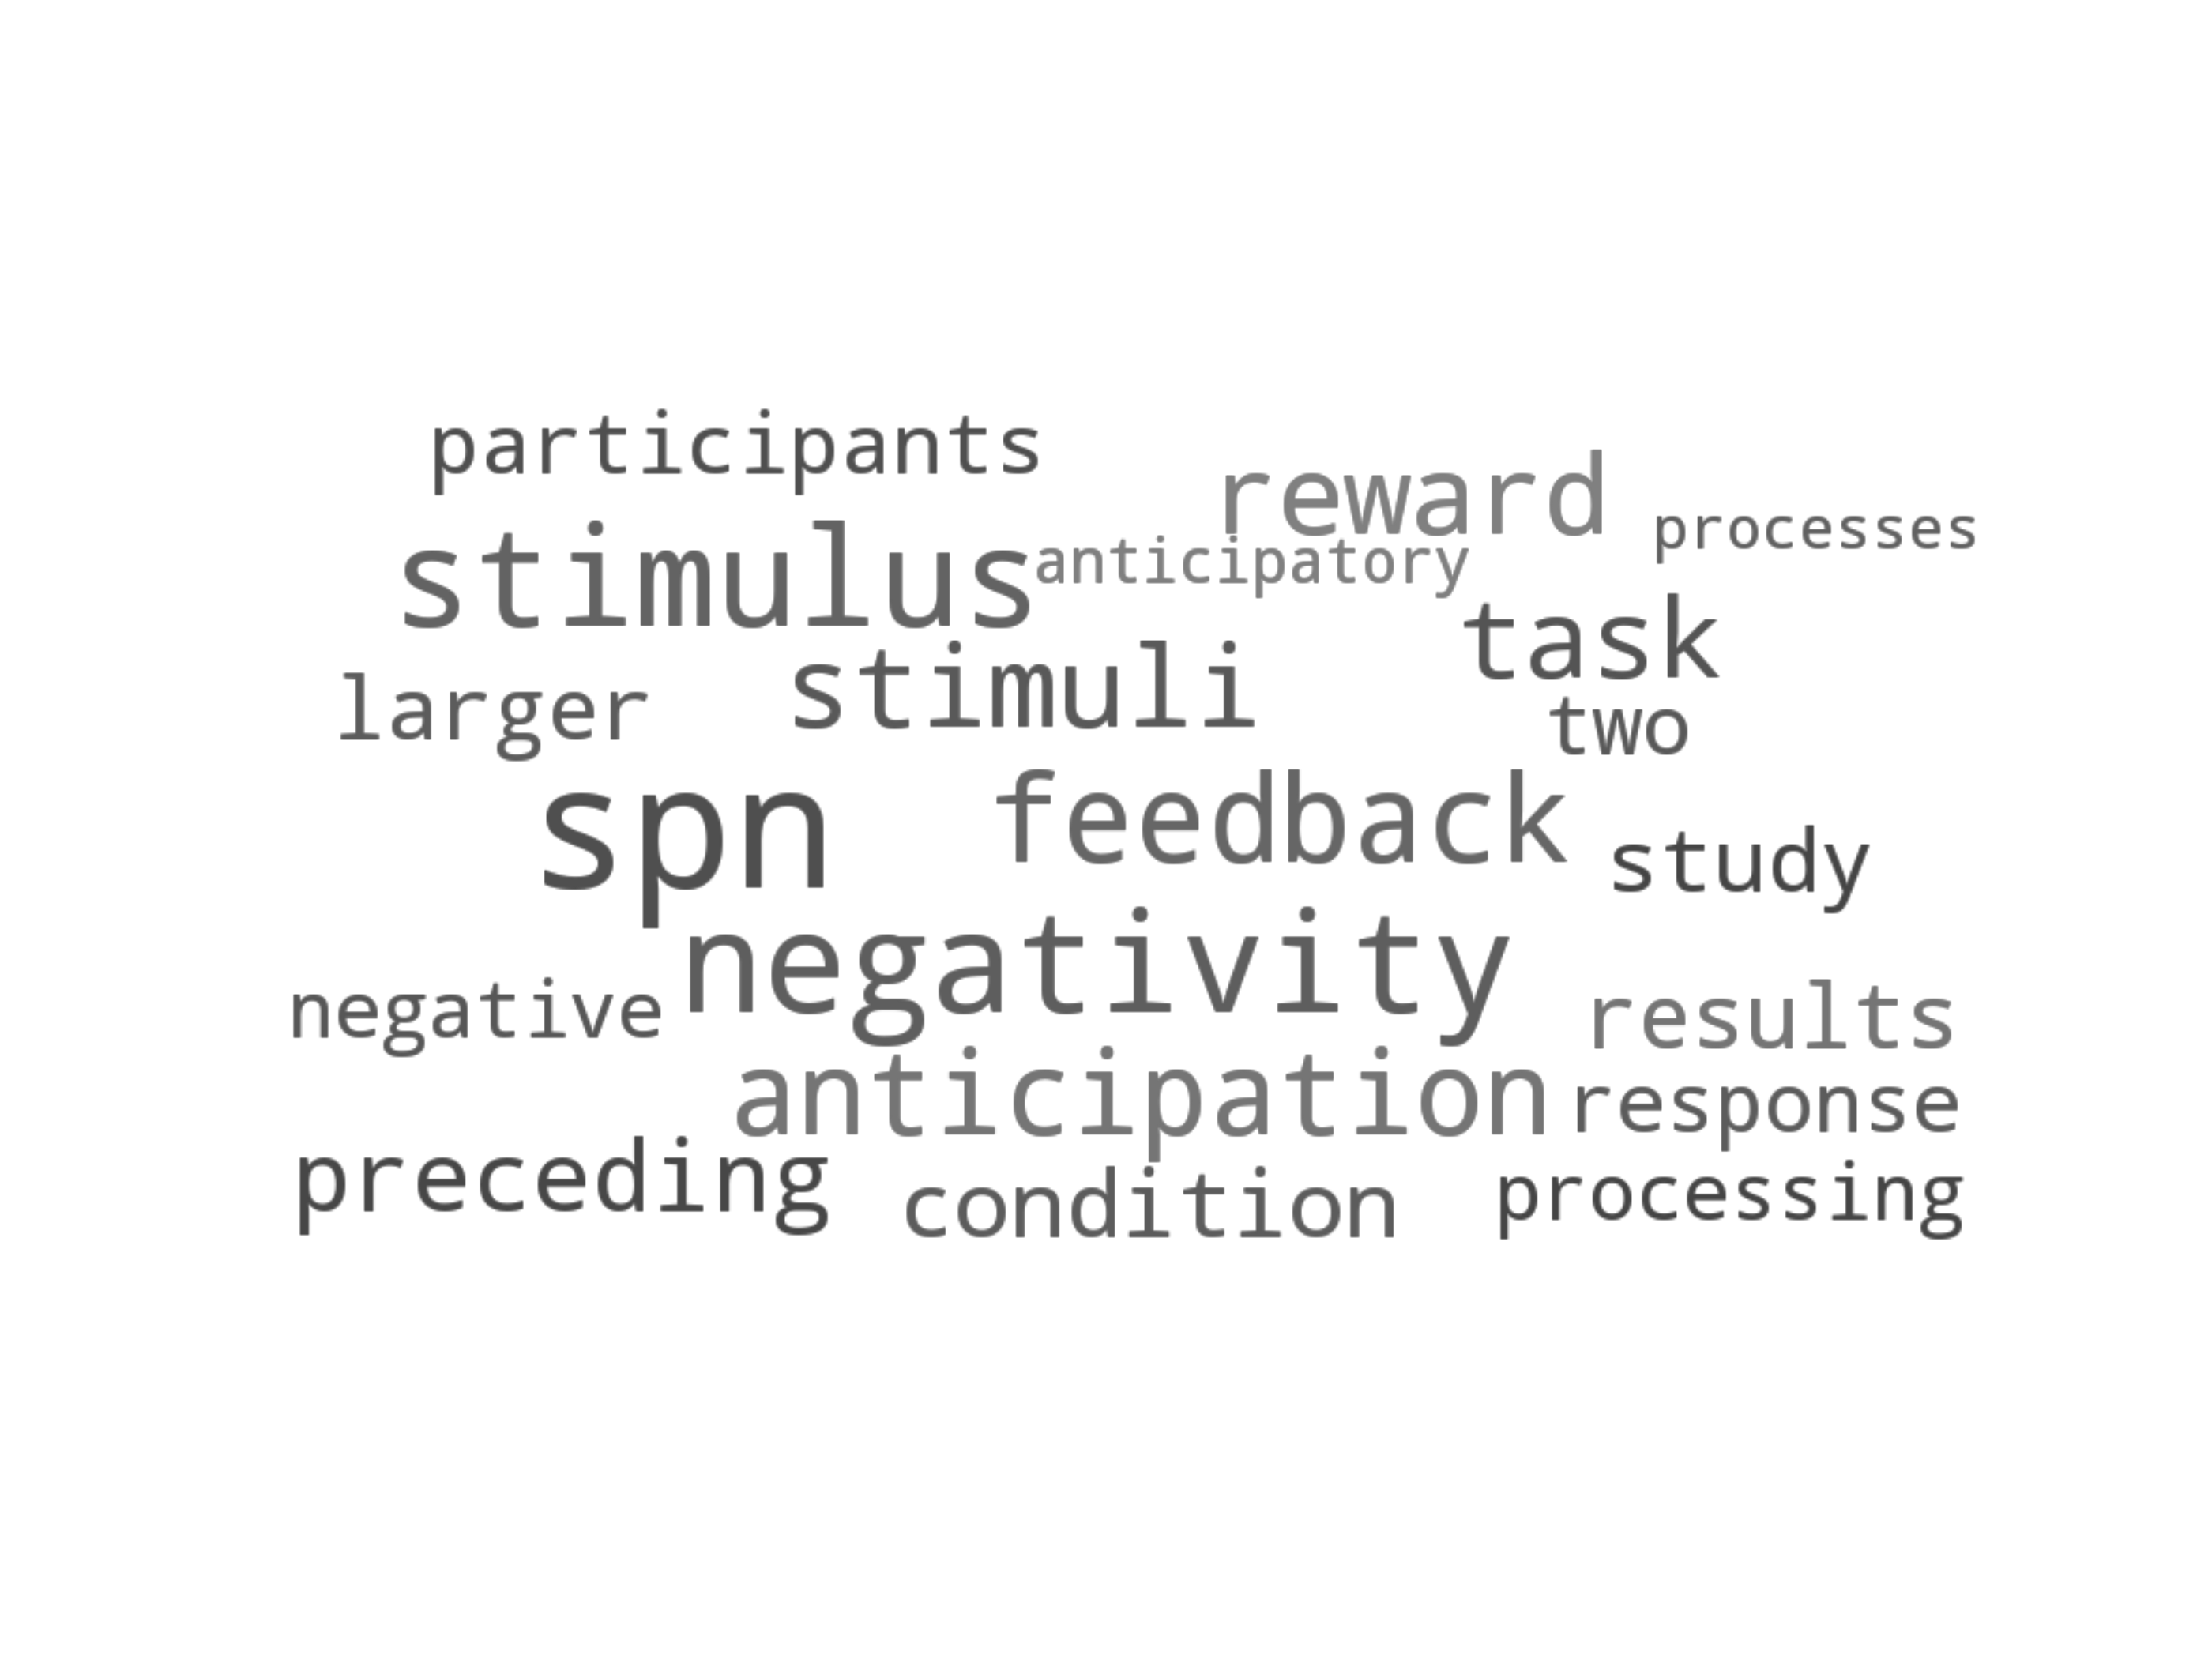 participants
reward
processes
stimulus
anticipatory
task
stimuli
larger
two
feedback
spn
study
negativity
negative
results
anticipation
response
preceding
condition
processing